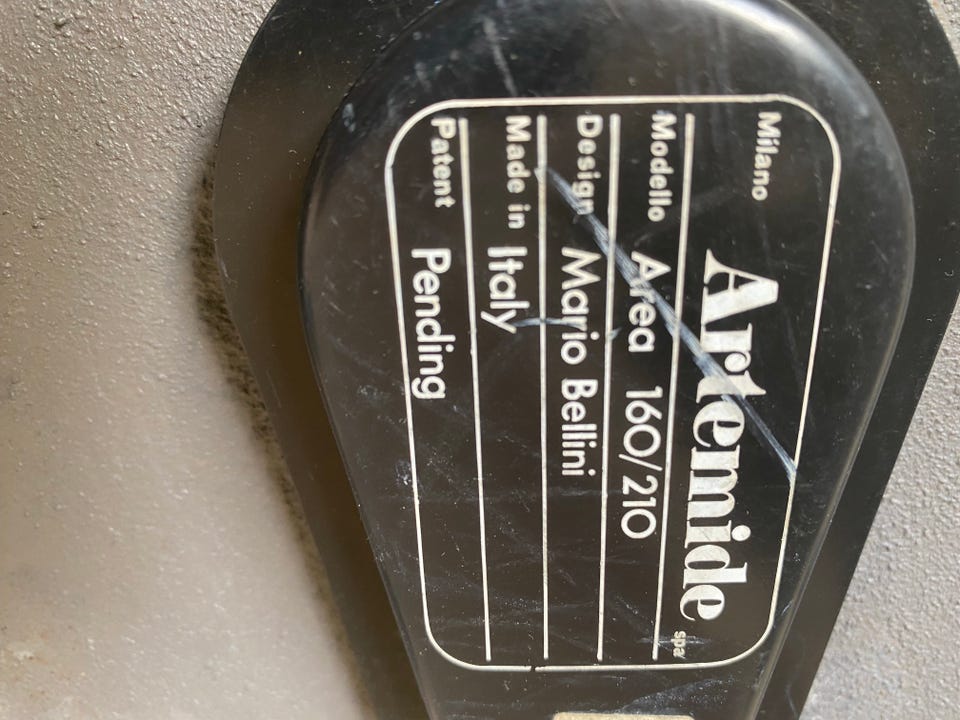 Milano Artemide spa
Modello Area 160/210
Design Mario Bellini
Made in Italy
Patent Pending